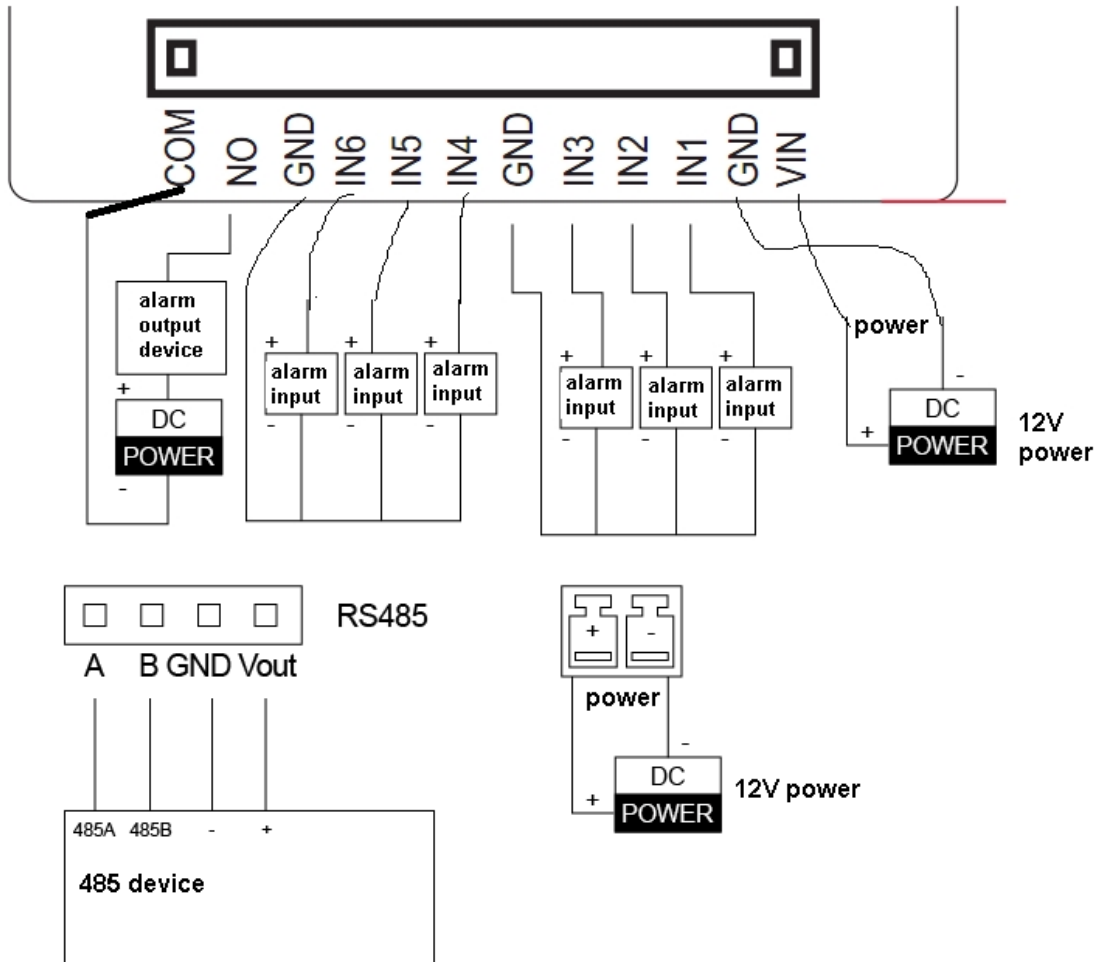 COM NO GND IN6 IN5 IN4 GND IN3 IN2 IN1 GND VIN
alarm
output
device
+
DC
POWER
-
+
alarm
input
-
+
alarm
input
-
+
alarm
input
-
+
alarm
input
-
+
alarm
input
-
+
alarm
input
-
power
-
+
DC
POWER
12V
power
RS485
A B GND Vout
485A 485B - +
485 device
+ -
power
-
+
DC
POWER
12V power